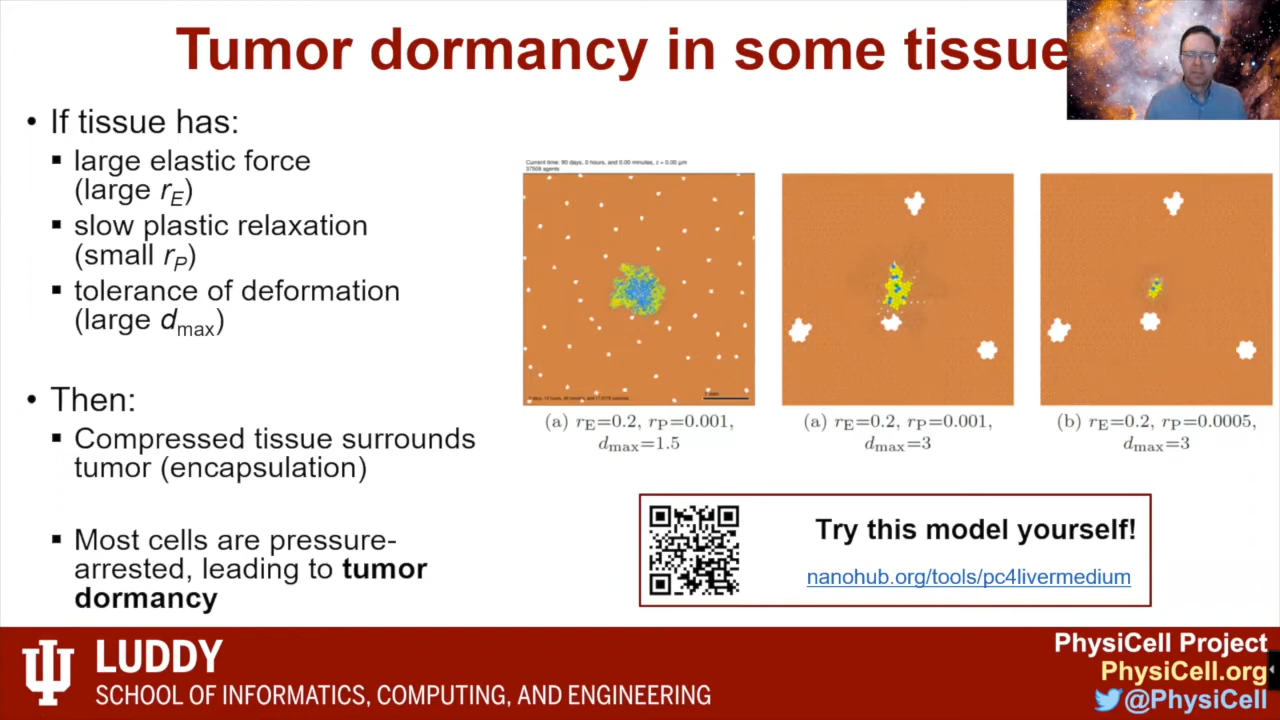 Tumor dormancy in some tissue
• If tissue has:
▪ large elastic force
(large rE)
▪ slow plastic relaxation
(small rP)
▪ tolerance of deformation
(large dmax)
• Then:
▪ Compressed tissue surrounds
tumor (encapsulation)
▪ Most cells are pressure-
arrested, leading to tumor
dormancy
Current time: 90 days, 0 hours, and 0.00 minutes, z = 0.00 μm
37509 agents
(a) rE=0.2, rP=0.001,
dmax=1.5
(a) rE=0.2, rP=0.001,
dmax=3
(b) rE=0.2, rP=0.0005,
dmax=3
Try this model yourself!
nanohub.org/tools/pc4livermedium
LUDDY
SCHOOL OF INFORMATICS, COMPUTING, AND ENGINEERING
PhysiCell Project
PhysiCell.org
@PhysiCell